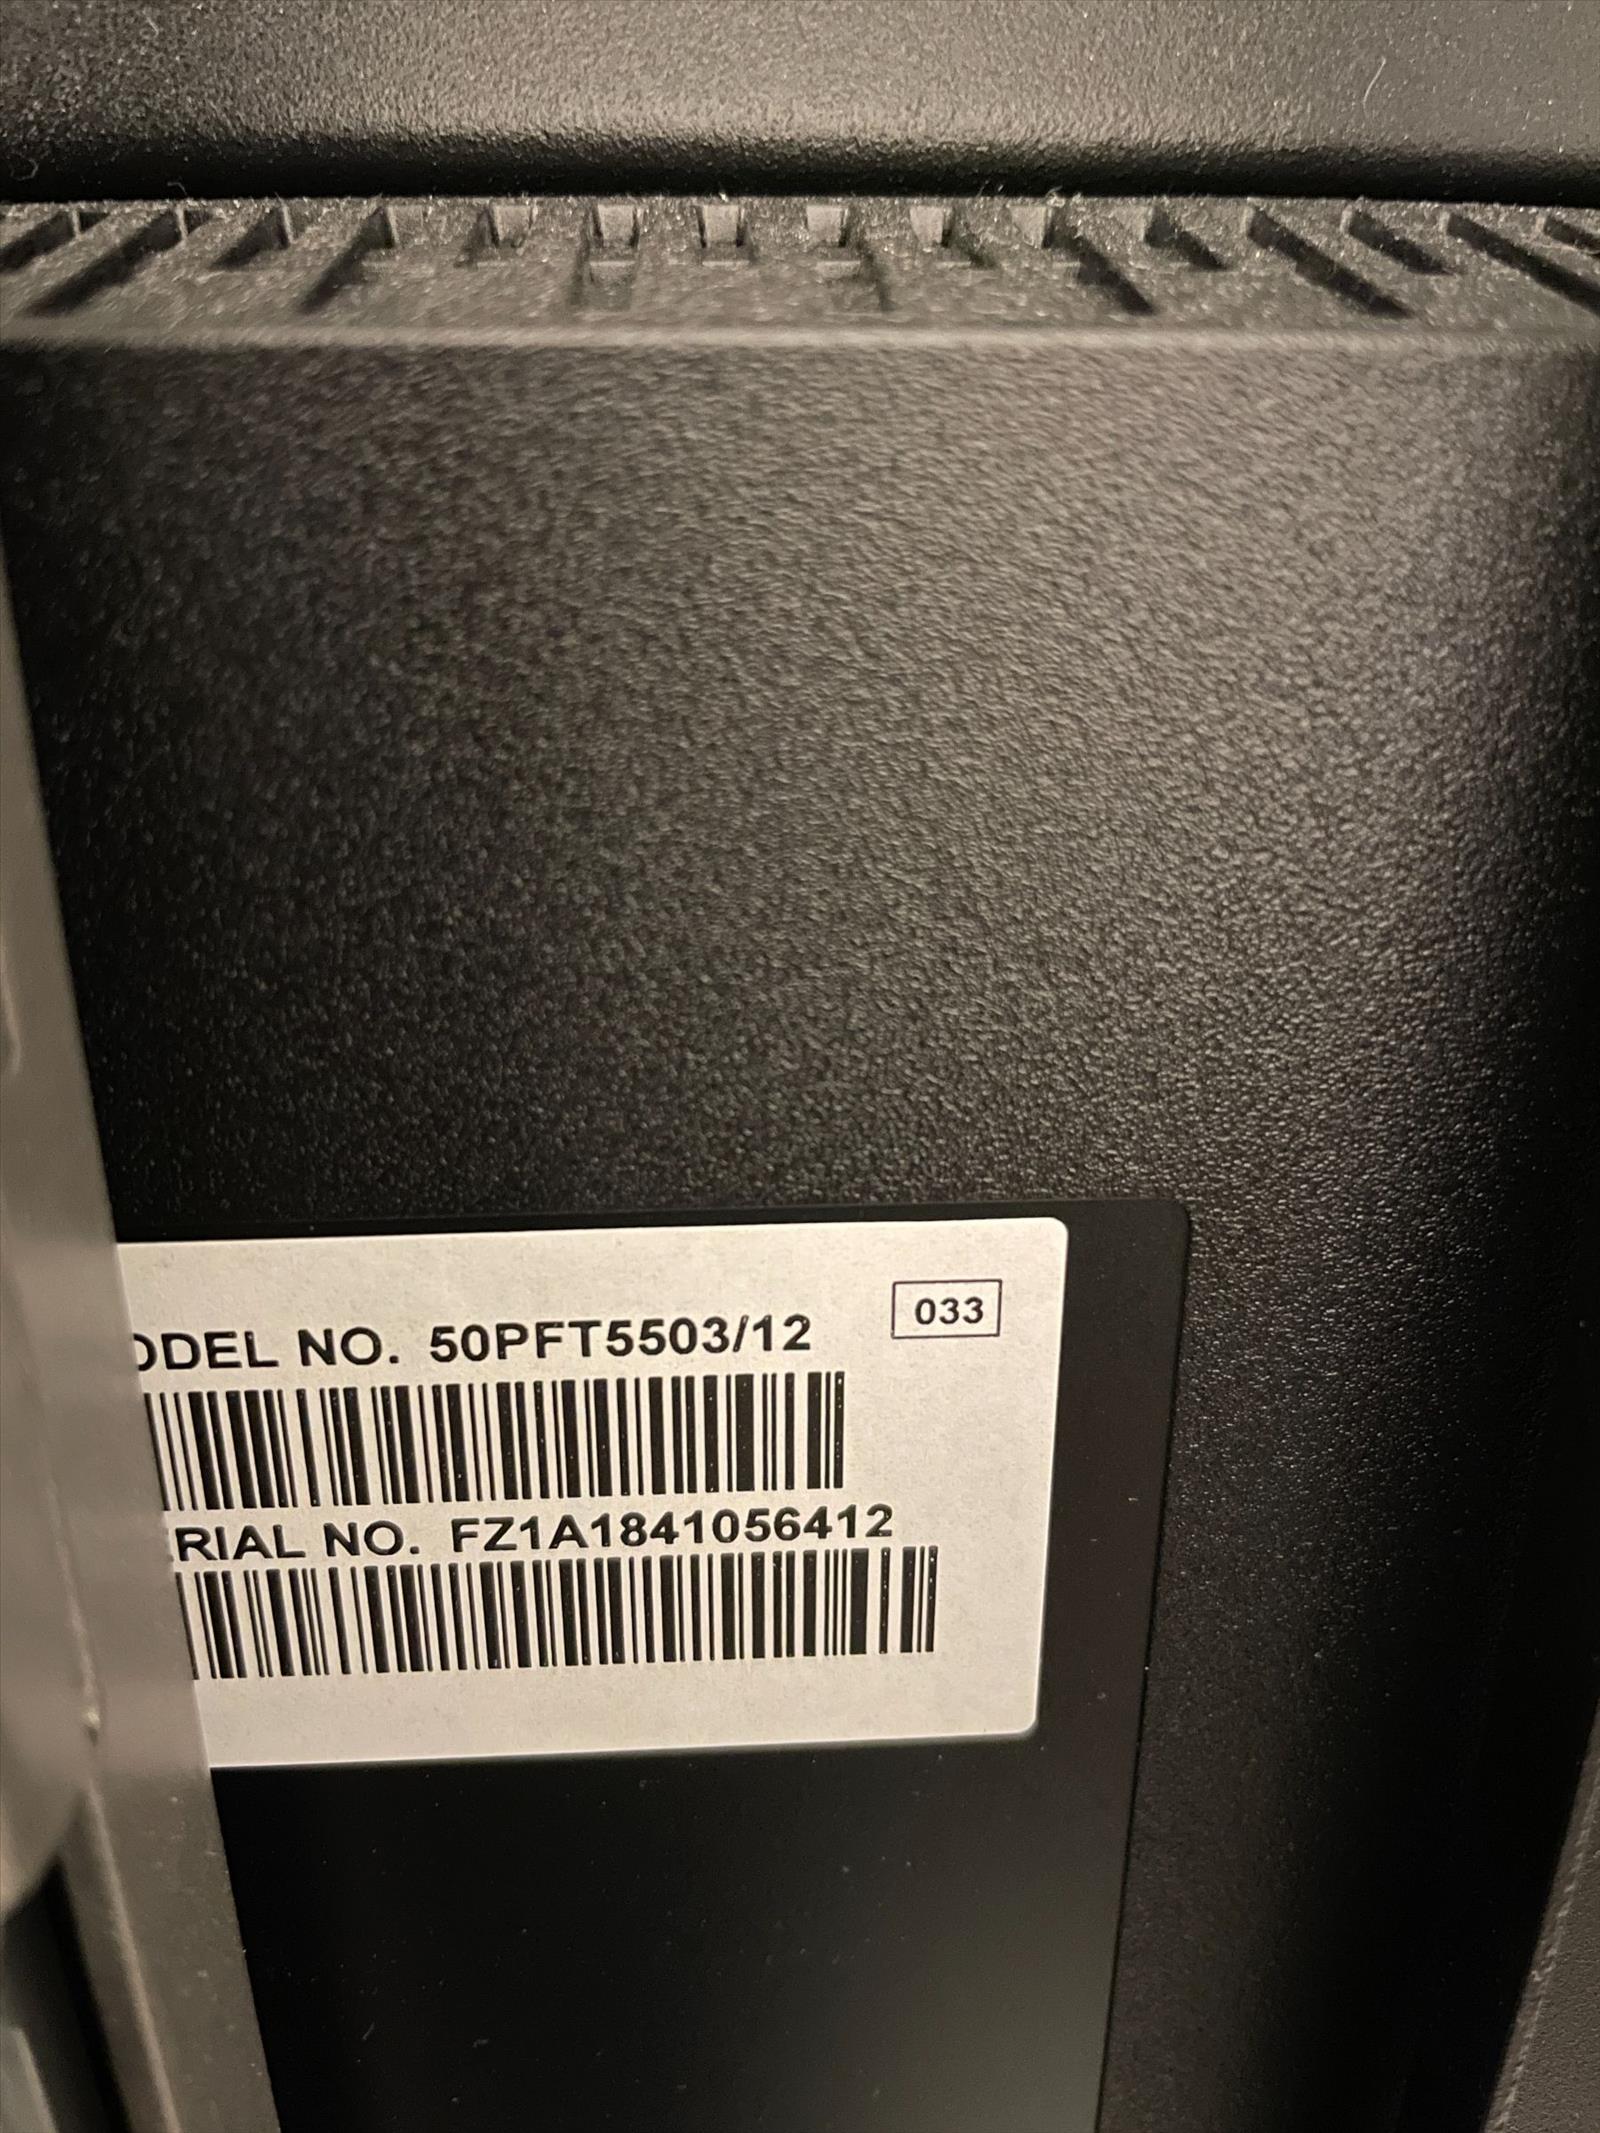 033
ODEL NO. 50PFT5503/12
ERIAL NO. FZ1A1841056412